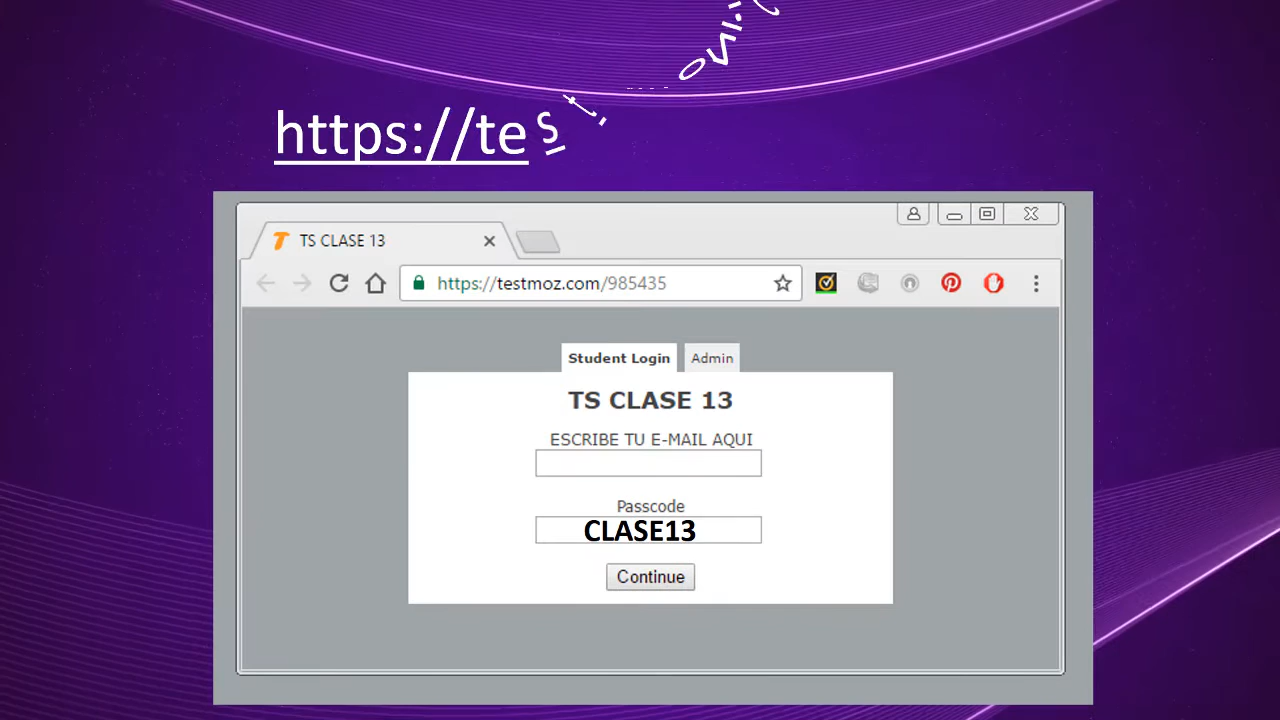 https://tes
TS CLASE 13
https://testmoz.com/985435
Student Login
Admin
TS CLASE 13
ESCRIBE TU E-MAIL AQUI
Passcode
CLASE13
Continue